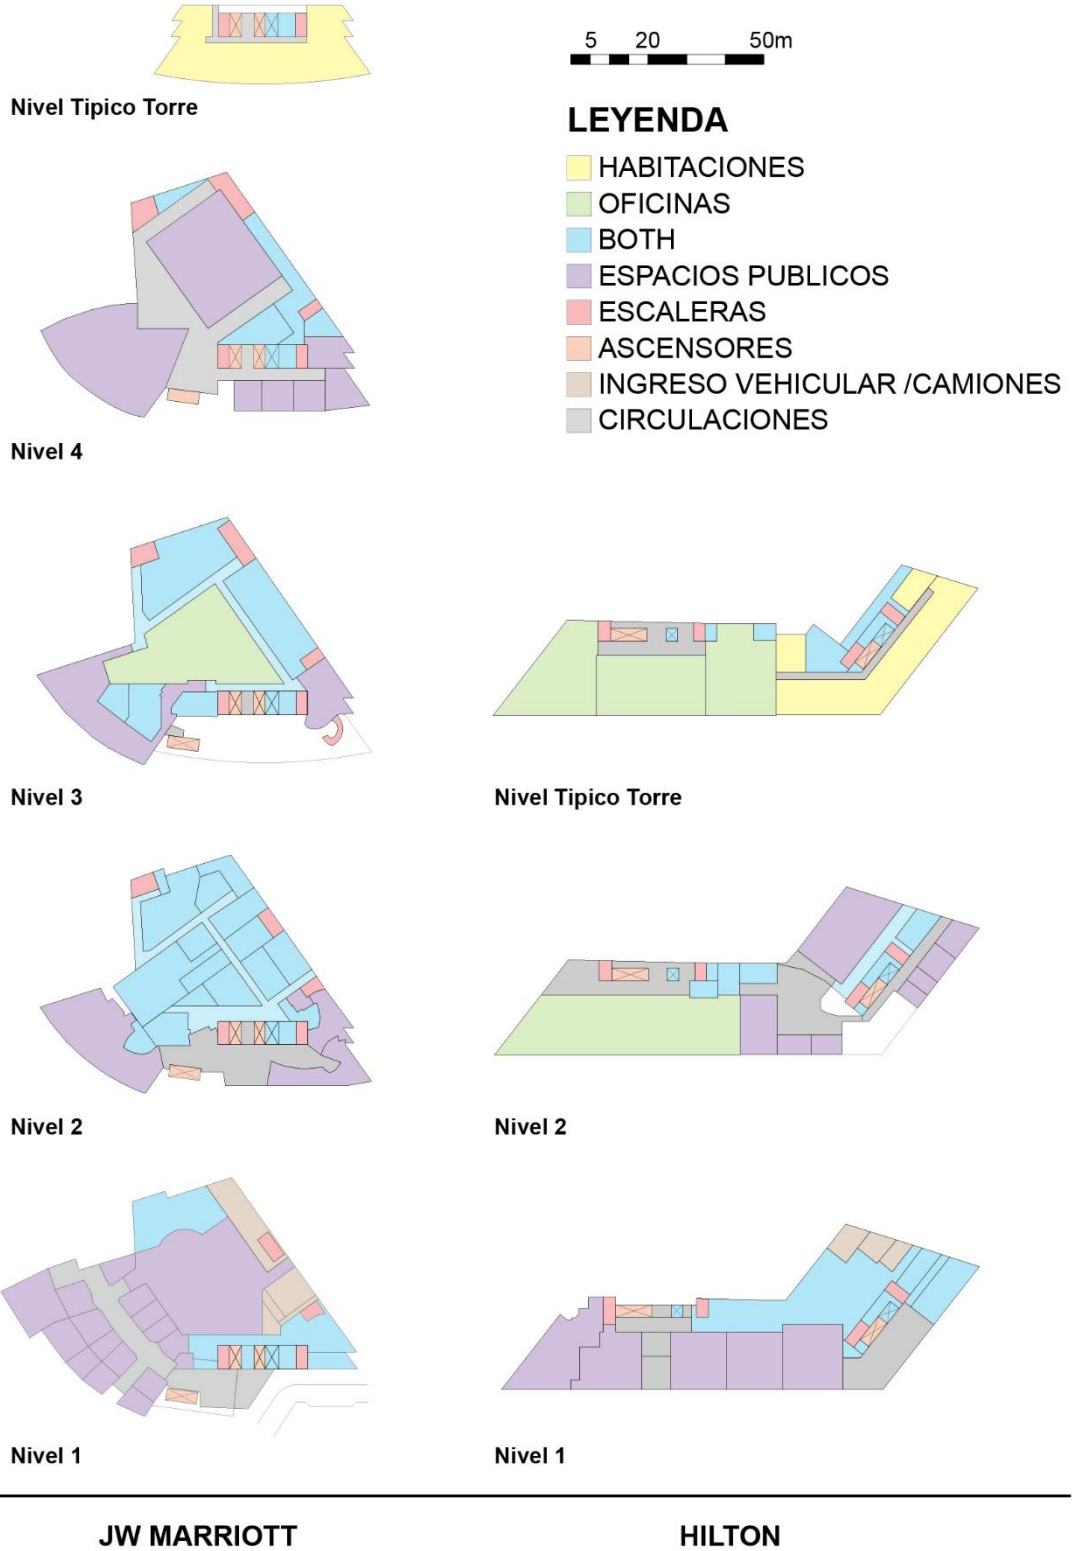 5 20 50m
Nivel Tipico Torre
LEYENDA
HABITACIONES
OFICINAS
BOTH
ESPACIOS PUBLICOS
ESCALERAS
ASCENSORES
INGRESO VEHICULAR /CAMIONES
CIRCULACIONES
Nivel 4
Nivel 3
Nivel Tipico Torre
Nivel 2
Nivel 2
Nivel 1
Nivel 1
JW MARRIOTT
HILTON